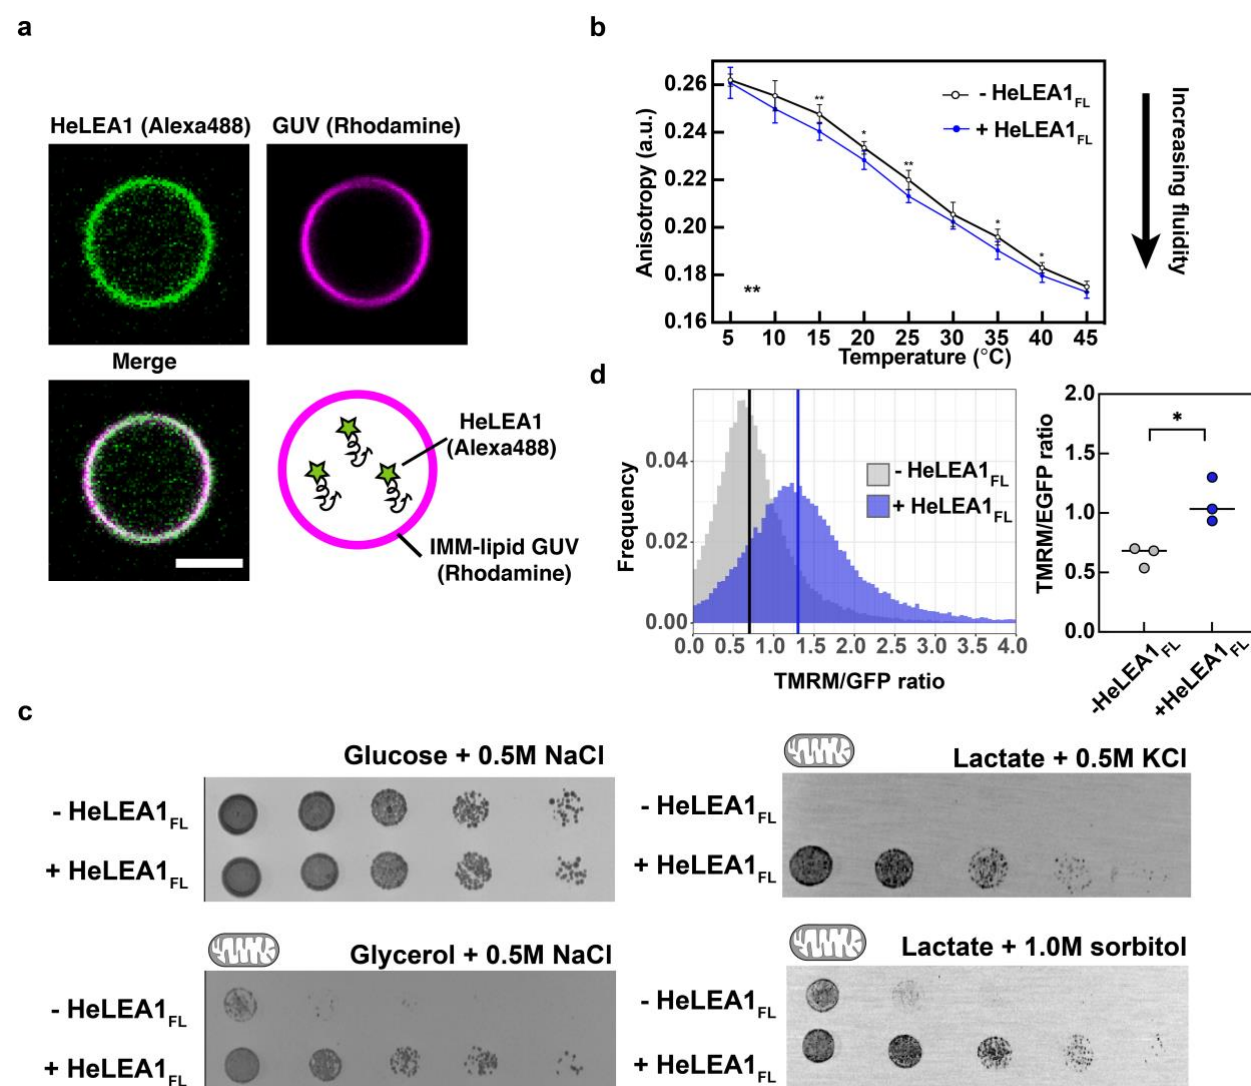 a
HeLEA1 (Alexa488)
GUV (Rhodamine)
Merge
HeLEA1
(Alexa488)
IMM-lipid GUV
(Rhodamine)
b
Anisotropy (a.u.)
0.26
0.24
0.22
0.20
0.18
0.16
- HeLEA1FL
+ HeLEA1FL
**
*
**
*
*
**
5 10 15 20 25 30 35 40 45
Temperature (°C)
Increasing fluidity
d
Frequency
0.04
0.02
0.00
- HeLEA1FL
+ HeLEA1FL
0.0 0.5 1.0 1.5 2.0 2.5 3.0 3.5 4.0
TMRM/GFP ratio
TMRM/EGFP ratio
2.0
1.5
1.0
0.5
0.0
*
-HeLEA1FL
+HeLEA1FL
c
Glucose + 0.5M NaCl
- HeLEA1FL
+ HeLEA1FL
Lactate + 0.5M KCl
- HeLEA1FL
+ HeLEA1FL
Glycerol + 0.5M NaCl
- HeLEA1FL
+ HeLEA1FL
Lactate + 1.0M sorbitol
- HeLEA1FL
+ HeLEA1FL